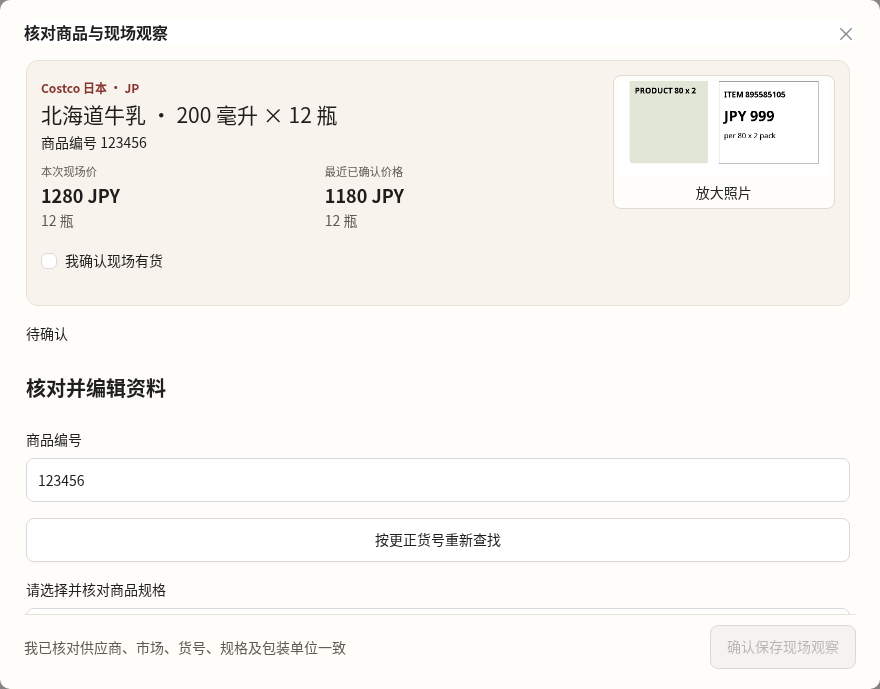 核对商品与现场观察
Costco 日本 · JP
北海道牛乳 · 200 毫升 × 12 瓶
商品编号 123456
本次现场价
1280 JPY
12 瓶
最近已确认价格
1180 JPY
12 瓶
我确认现场有货
PRODUCT 80 x 2
ITEM 895585105
JPY 999
per 80 x 2 pack
放大照片
待确认
核对并编辑资料
商品编号
123456
按更正货号重新查找
请选择并核对商品规格
我已核对供应商、市场、货号、规格及包装单位一致
确认保存现场观察